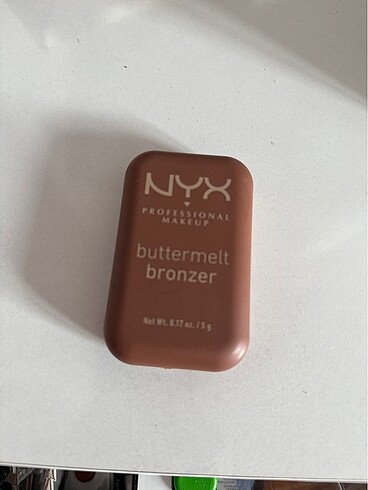 NYX
PROFESSIONAL
MAKEUP
buttermelt
bronzer
Net Wt. 0.17 oz. / 5 g